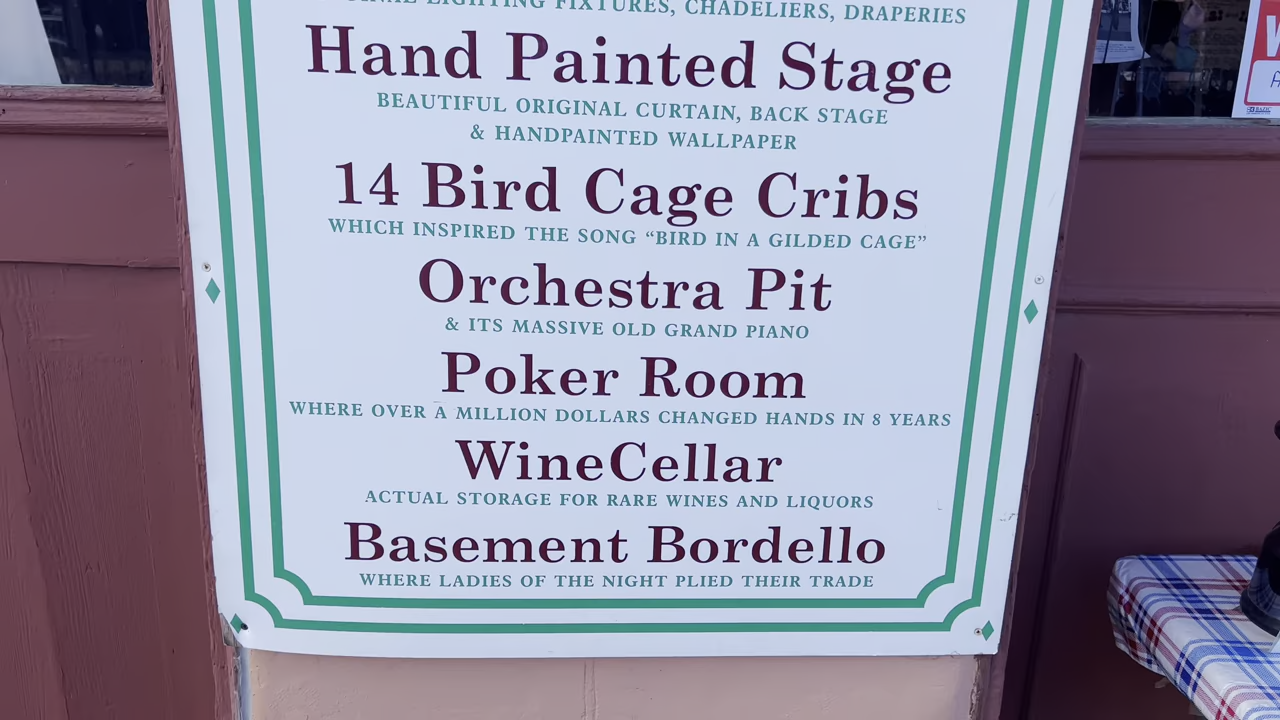 LIGHTING FIXTURES, CHADELIERS, DRAPERIES
Hand Painted Stage
BEAUTIFUL ORIGINAL CURTAIN, BACK STAGE
& HANDPAINTED WALLPAPER
14 Bird Cage Cribs
WHICH INSPIRED THE SONG “BIRD IN A GILDED CAGE”
Orchestra Pit
& ITS MASSIVE OLD GRAND PIANO
Poker Room
WHERE OVER A MILLION DOLLARS CHANGED HANDS IN 8 YEARS
WineCellar
ACTUAL STORAGE FOR RARE WINES AND LIQUORS
Basement Bordello
WHERE LADIES OF THE NIGHT PLIED THEIR TRADE